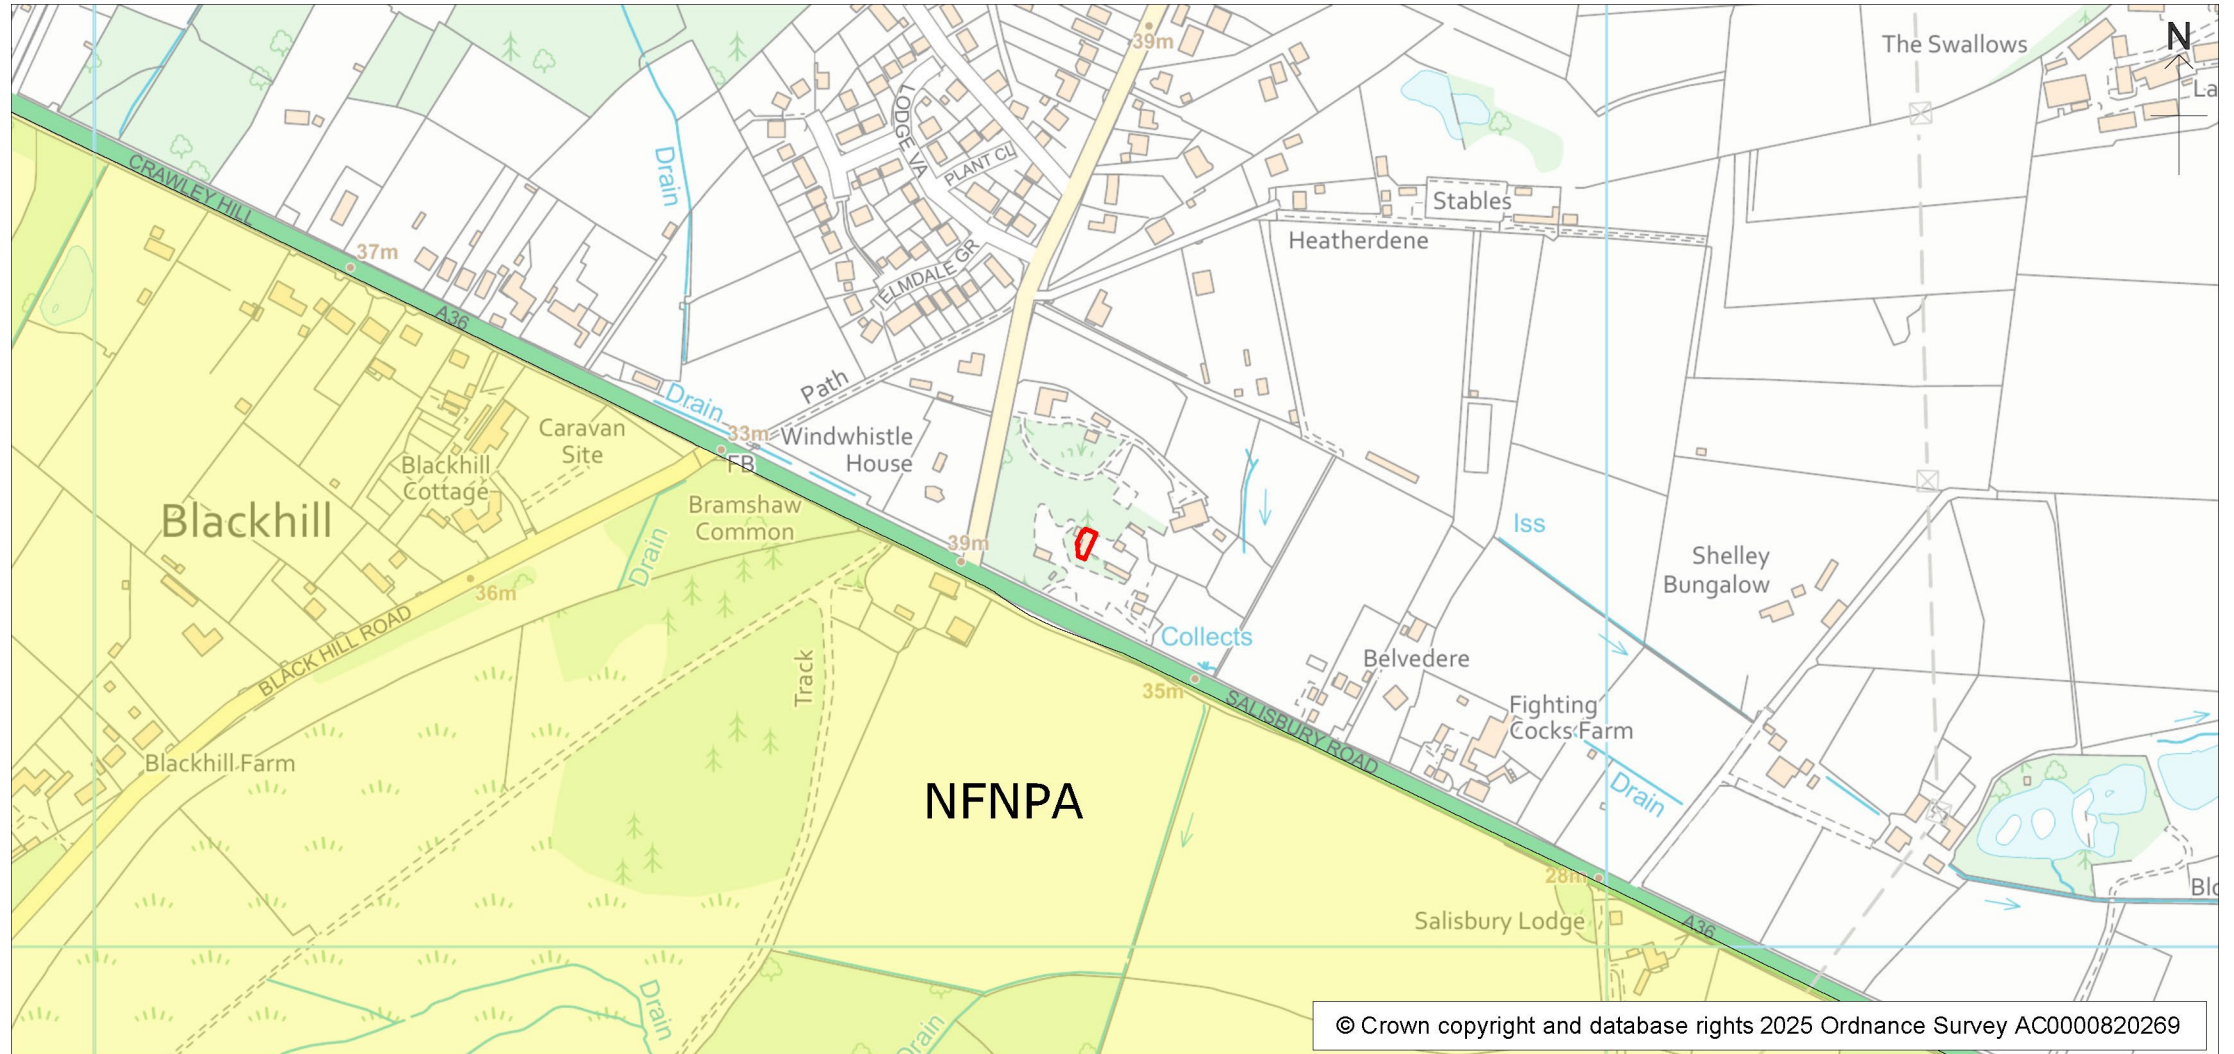 39m
The Swallows
N
La
LODGE VA
PLANT CL
Drain
CRAWLEY HILL
Stables
Heatherdene
37m
ELMDALE GR
A36
Path
Drain
Caravan
Site
33m
FB
Windwhistle
House
Blackhill
Cottage
Blackhill
Bramshaw
Common
Drain
39m
Iss
Shelley
Bungalow
36m
BLACK HILL ROAD
Collects
Track
Belvedere
35m
SALISBURY ROAD
Fighting
Cocks Farm
Blackhill Farm
NFNPA
Drain
28m
Salisbury Lodge
A36
Blc
Drain
Drain
© Crown copyright and database rights 2025 Ordnance Survey AC0000820269